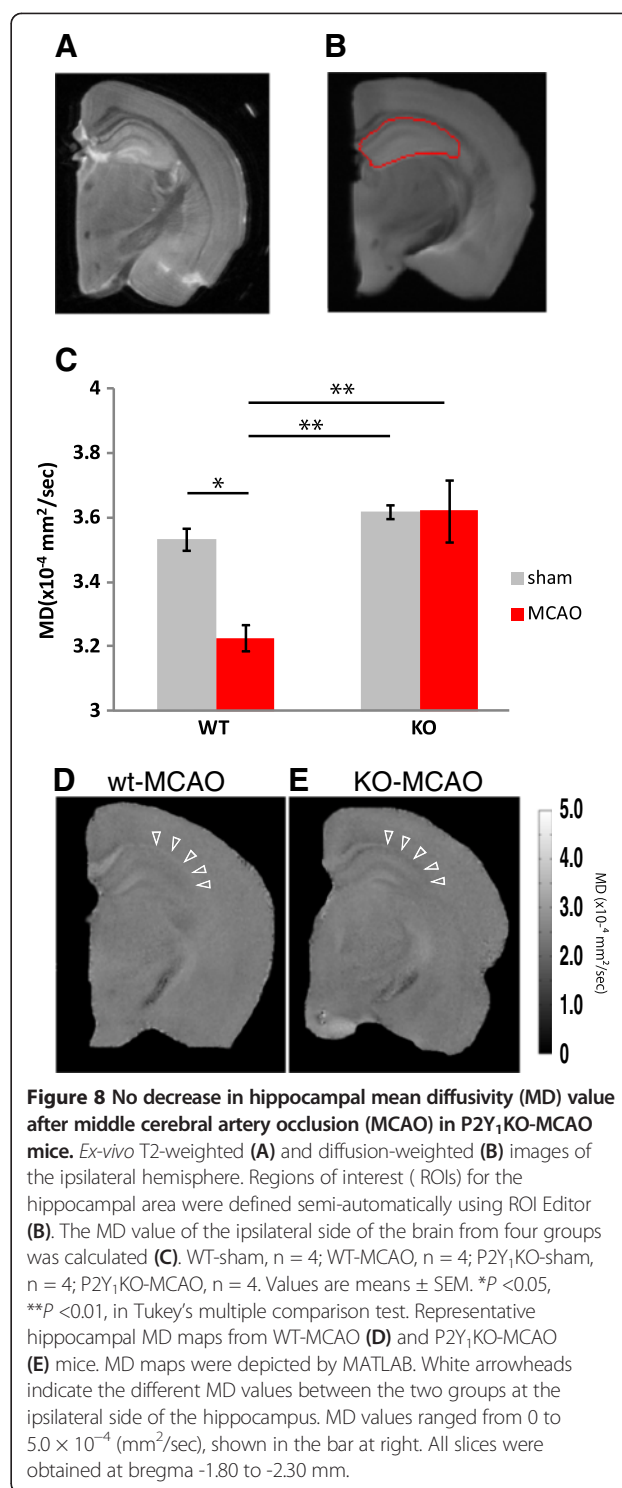 A
B
C
4
3.8
3.6
3.4
3.2
3
MD(x10⁻⁴ mm²/sec)
*
**
**
WT
KO
sham
MCAO
D wt-MCAO
E KO-MCAO
5.0
4.0
3.0
2.0
1.0
0
MD (x10⁻⁴ mm²/sec)
Figure 8 No decrease in hippocampal mean diffusivity (MD) value
after middle cerebral artery occlusion (MCAO) in P2Y₁KO-MCAO
mice. Ex-vivo T2-weighted (A) and diffusion-weighted (B) images of
the ipsilateral hemisphere. Regions of interest ( ROIs) for the
hippocampal area were defined semi-automatically using ROI Editor
(B). The MD value of the ipsilateral side of the brain from four groups
was calculated (C). WT-sham, n = 4; WT-MCAO, n = 4; P2Y₁KO-sham,
n = 4; P2Y₁KO-MCAO, n = 4. Values are means ± SEM. *P <0.05,
**P <0.01, in Tukey's multiple comparison test. Representative
hippocampal MD maps from WT-MCAO (D) and P2Y₁KO-MCAO
(E) mice. MD maps were depicted by MATLAB. White arrowheads
indicate the different MD values between the two groups at the
ipsilateral side of the hippocampus. MD values ranged from 0 to
5.0 × 10⁻⁴ (mm²/sec), shown in the bar at right. All slices were
obtained at bregma -1.80 to -2.30 mm.